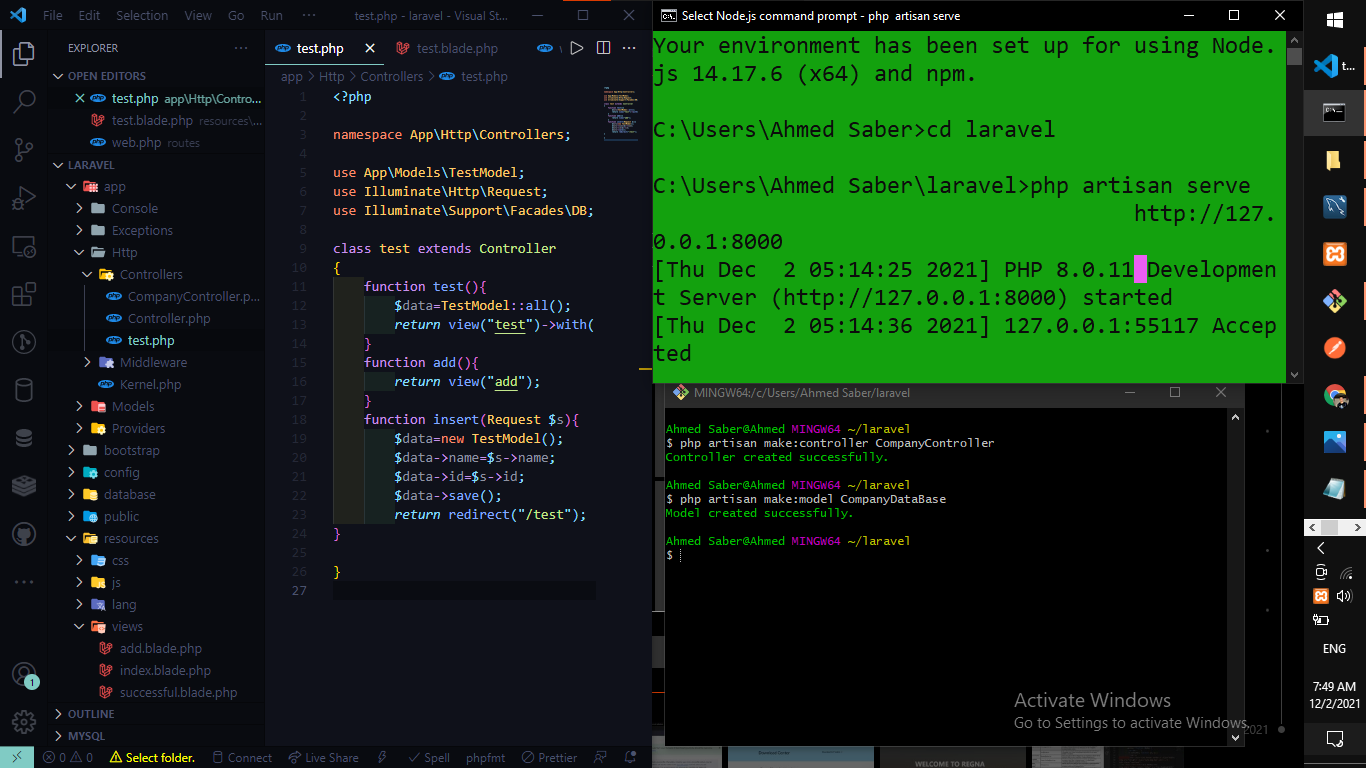 File Edit Selection View Go Run ··· test.php - laravel - Visual St...
EXPLORER
OPEN EDITORS
test.php app\Http\Contro...
test.blade.php resources\...
web.php routes
LARAVEL
app
Console
Exceptions
Http
Controllers
CompanyController.p...
Controller.php
test.php
Middleware
Kernel.php
Models
Providers
bootstrap
config
database
public
resources
css
js
lang
views
add.blade.php
index.blade.php
successful.blade.php
OUTLINE
MYSQL
1
test.php test.blade.php
app > Http > Controllers > test.php
1 <?php
2
3 namespace App\Http\Controllers;
4
5 use App\Models\TestModel;
6 use Illuminate\Http\Request;
7 use Illuminate\Support\Facades\DB;
8
9 class test extends Controller
10 {
11 function test(){
12 $data=TestModel::all();
13 return view("test")->with(
14 }
15 function add(){
16 return view("add");
17 }
18 function insert(Request $s){
19 $data=new TestModel();
20 $data->name=$s->name;
21 $data->id=$s->id;
22 $data->save();
23 return redirect("/test");
24 }
25
26 }
27
0 0 Select folder. Connect Live Share Spell phpfmt Prettier
Select Node.js command prompt - php artisan serve
Your environment has been set up for using Node.
js 14.17.6 (x64) and npm.
C:\Users\Ahmed Saber>cd laravel
C:\Users\Ahmed Saber\laravel>php artisan serve
http://127.
0.0.1:8000
[Thu Dec  2 05:14:25 2021] PHP 8.0.11 Developmen
t Server (http://127.0.0.1:8000) started
[Thu Dec  2 05:14:36 2021] 127.0.0.1:55117 Accep
ted
MINGW64:/c/Users/Ahmed Saber/laravel
Ahmed Saber@Ahmed MINGW64 ~/laravel
$ php artisan make:controller CompanyController
Controller created successfully.
Ahmed Saber@Ahmed MINGW64 ~/laravel
$ php artisan make:model CompanyDataBase
Model created successfully.
Ahmed Saber@Ahmed MINGW64 ~/laravel
$
Activate Windows
Go to Settings to activate Windows.
2021
WELCOME TO REGNA
t...
ENG
7:49 AM
12/2/2021